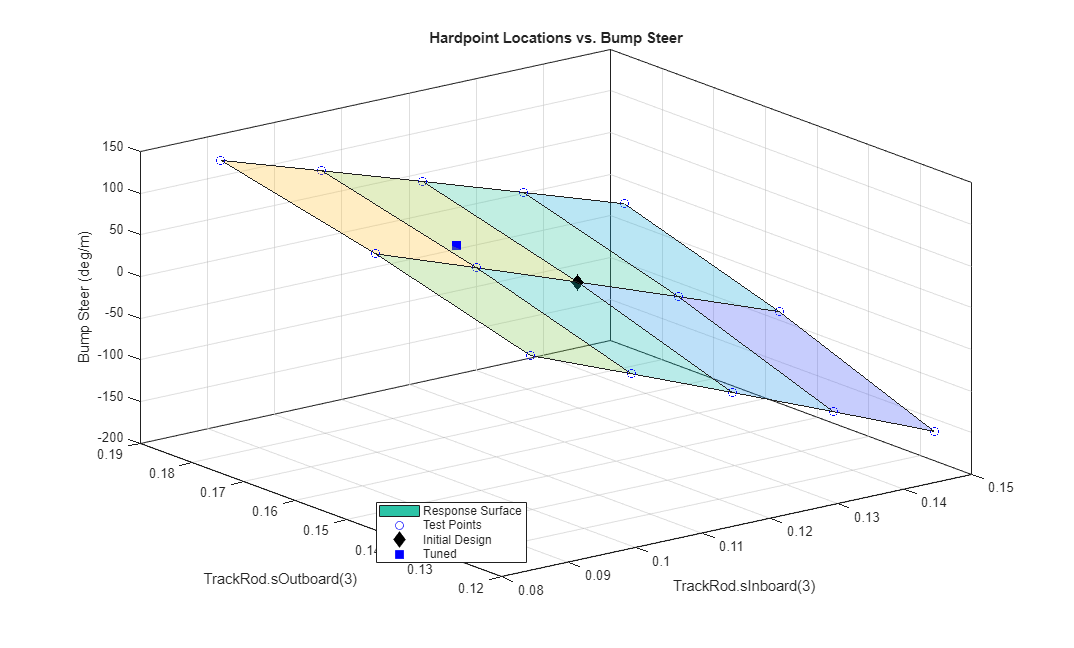 Hardpoint Locations vs. Bump Steer
150
100
50
0
-50
-100
-150
-200
Bump Steer (deg/m)
0.19
0.18
0.17
0.16
0.15
0.13
0.12
TrackRod.sOutboard(3)
0.08
0.09
0.1
0.11
0.12
0.13
0.14
0.15
TrackRod.sInboard(3)
Response Surface
Test Points
Initial Design
Tuned